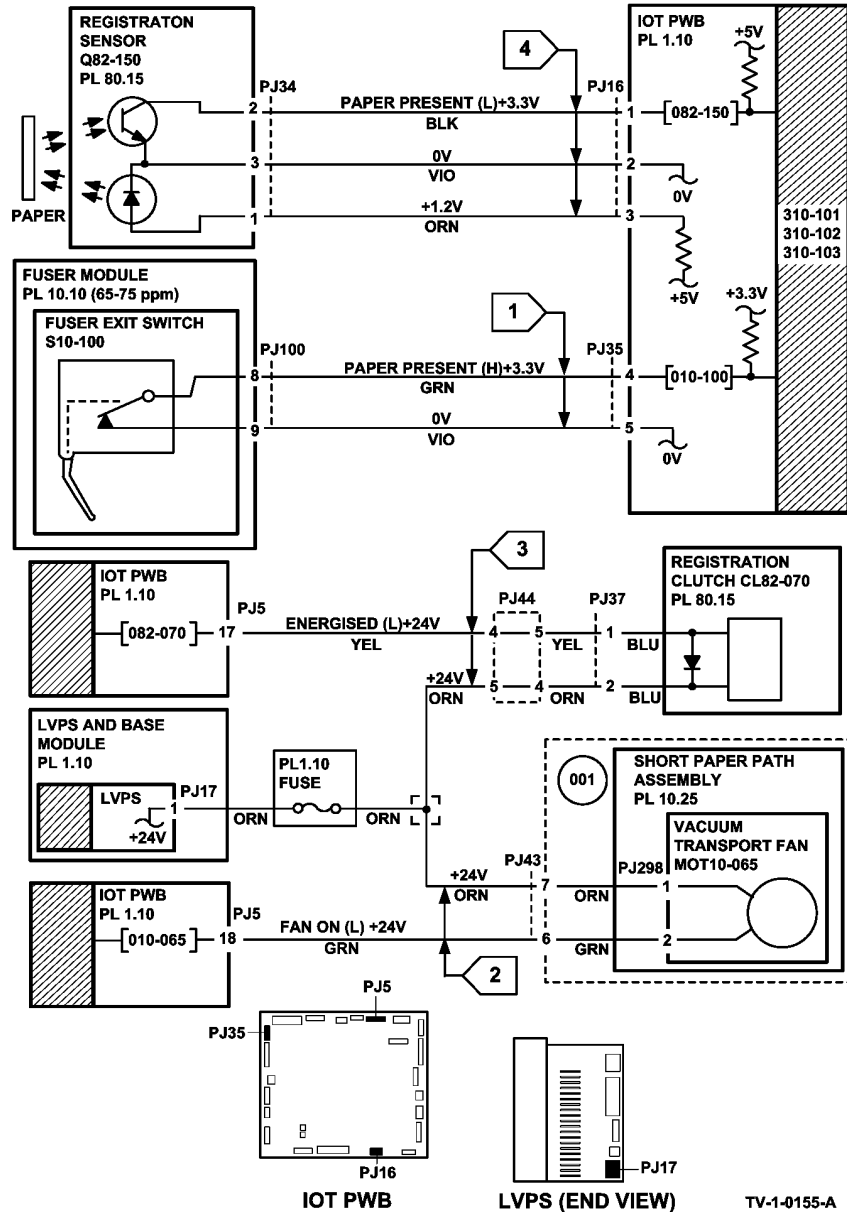 REGISTRATON
SENSOR
Q82-150
PL 80.15
PAPER
PJ34
2
3
1
PAPER PRESENT (L)+3.3V
BLK
0V
VIO
+1.2V
ORN
4
PJ16
1
2
3
IOT PWB
PL 1.10
+5V
[082-150]
0V
+5V
310-101
310-102
310-103
FUSER MODULE
PL 10.10 (65-75 ppm)
FUSER EXIT SWITCH
S10-100
PJ100
8
9
PAPER PRESENT (H)+3.3V
GRN
0V
VIO
1
PJ35
4
5
+3.3V
[010-100]
0V
IOT PWB
PL 1.10
[082-070]
PJ5
17
ENERGISED (L)+24V
YEL
3
+24V
ORN
PJ44
4
5
5
4
YEL
ORN
PJ37
1
2
BLU
BLU
REGISTRATION
CLUTCH CL82-070
PL 80.15
LVPS AND BASE
MODULE
PL 1.10
LVPS
+24V
1
PJ17
ORN
PL1.10
FUSE
ORN
001
SHORT PAPER PATH
ASSEMBLY
PL 10.25
VACUUM
TRANSPORT FAN
MOT10-065
PJ298
1
2
+24V
ORN
PJ43
7
6
ORN
GRN
IOT PWB
PL 1.10
[010-065]
PJ5
18
FAN ON (L) +24V
GRN
2
PJ5
PJ35
PJ16
IOT PWB
PJ17
LVPS (END VIEW)
TV-1-0155-A